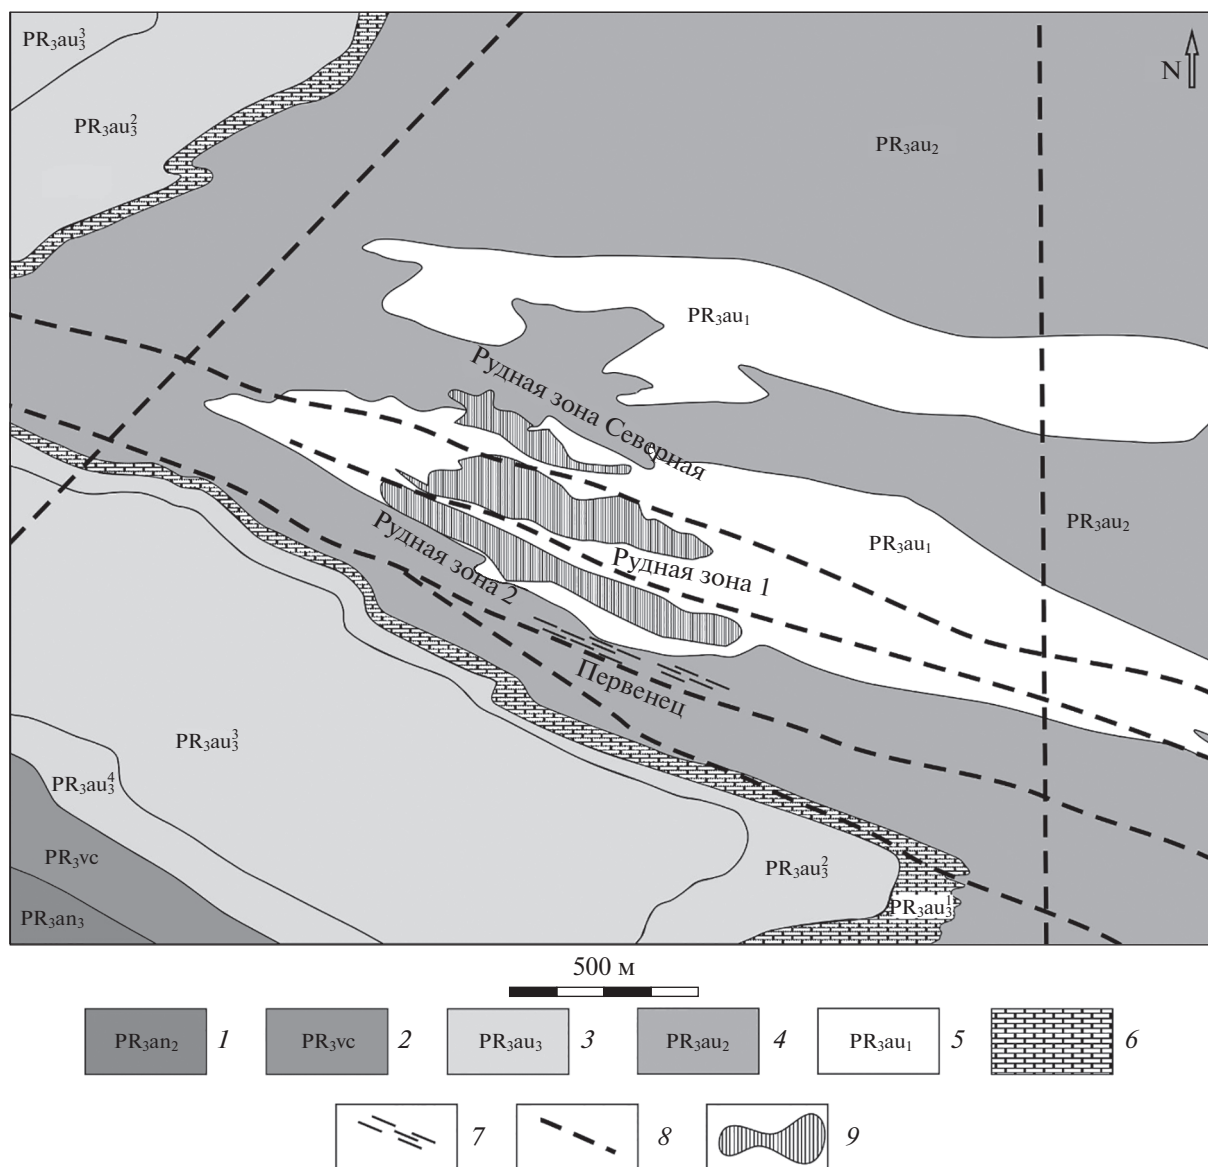 PR₃au₃³
N
PR₃au₃²
PR₃au₂
PR₃au₁
Рудная зона Северная
PR₃au₂
PR₃au₁
Рудная зона 2
Рудная зона 1
Первенец
PR₃au₃³
PR₃au₃⁴
PR₃vc
PR₃au₃²
PR₃an₃
PR₃au₃¹
500 м
PR₃an₂ 1
PR₃vc 2
PR₃au₃ 3
PR₃au₂ 4
PR₃au₁ 5
6
7
8
9